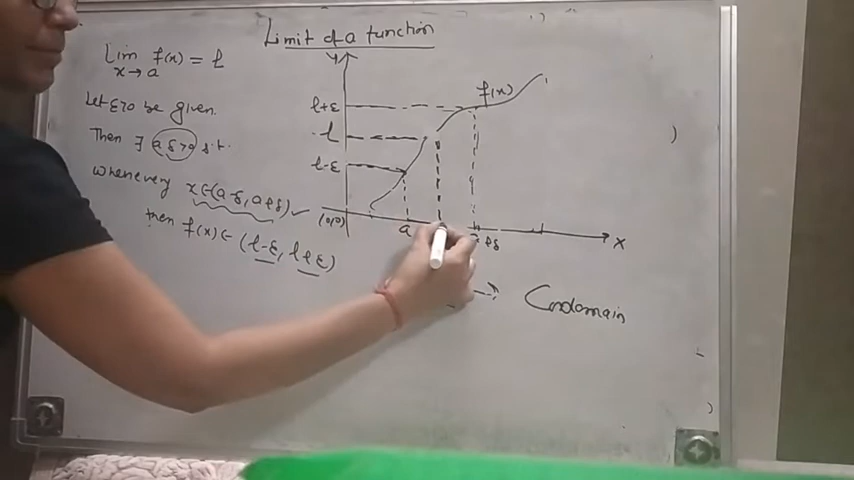 Limit of a function
Lim f(x) = l
x→a
Let ε>0 be given.
Then ∃ a δ>0 s.t.
whenever x∈(a-δ, a+δ)
then f(x)∈ (l-ε, l+ε)
y
l+ε
l
l-ε
f(x)
(0,0)
a
+δ
x
Codomain